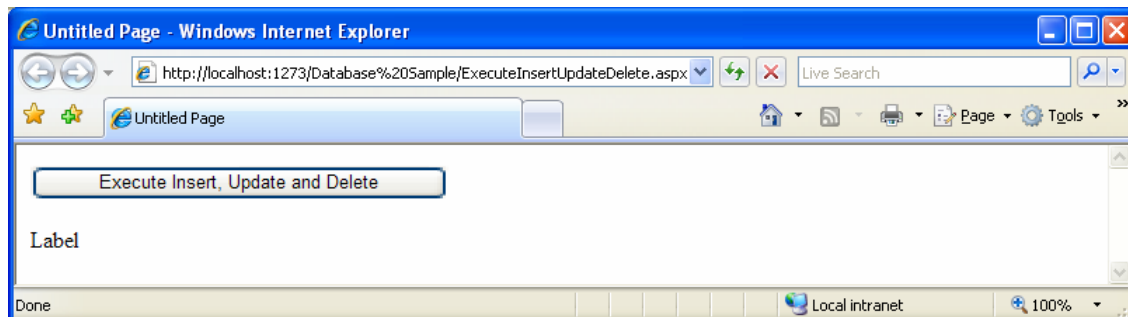 Untitled Page - Windows Internet Explorer
http://localhost:1273/Database%20Sample/ExecuteInsertUpdateDelete.aspx
Live Search
Untitled Page
Page
Tools
Execute Insert, Update and Delete
Label
Done
Local intranet
100%